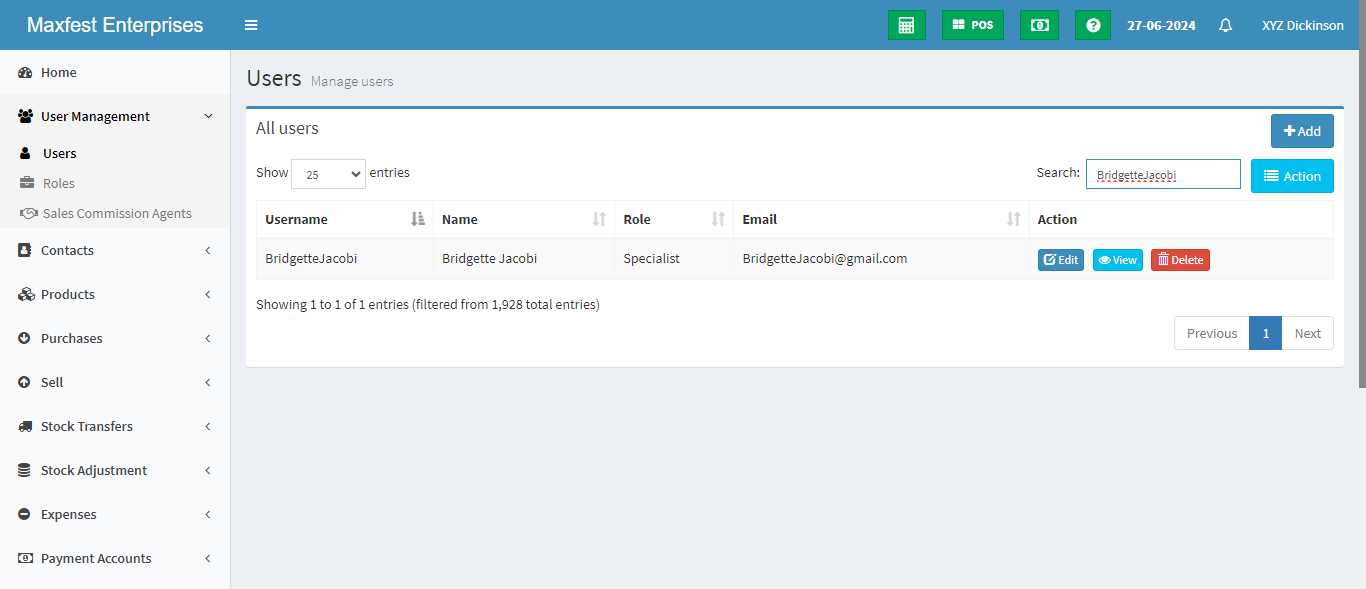 Maxfest Enterprises
POS
27-06-2024
XYZ Dickinson
Home
User Management
Users
Roles
Sales Commission Agents
Contacts
Products
Purchases
Sell
Stock Transfers
Stock Adjustment
Expenses
Payment Accounts
Users Manage users
All users
Add
Show 25 entries
Search: BridgetteJacobi
Action
Username Name Role Email Action
BridgetteJacobi Bridgette Jacobi Specialist BridgetteJacobi@gmail.com Edit View Delete
Showing 1 to 1 of 1 entries (filtered from 1,928 total entries)
Previous 1 Next